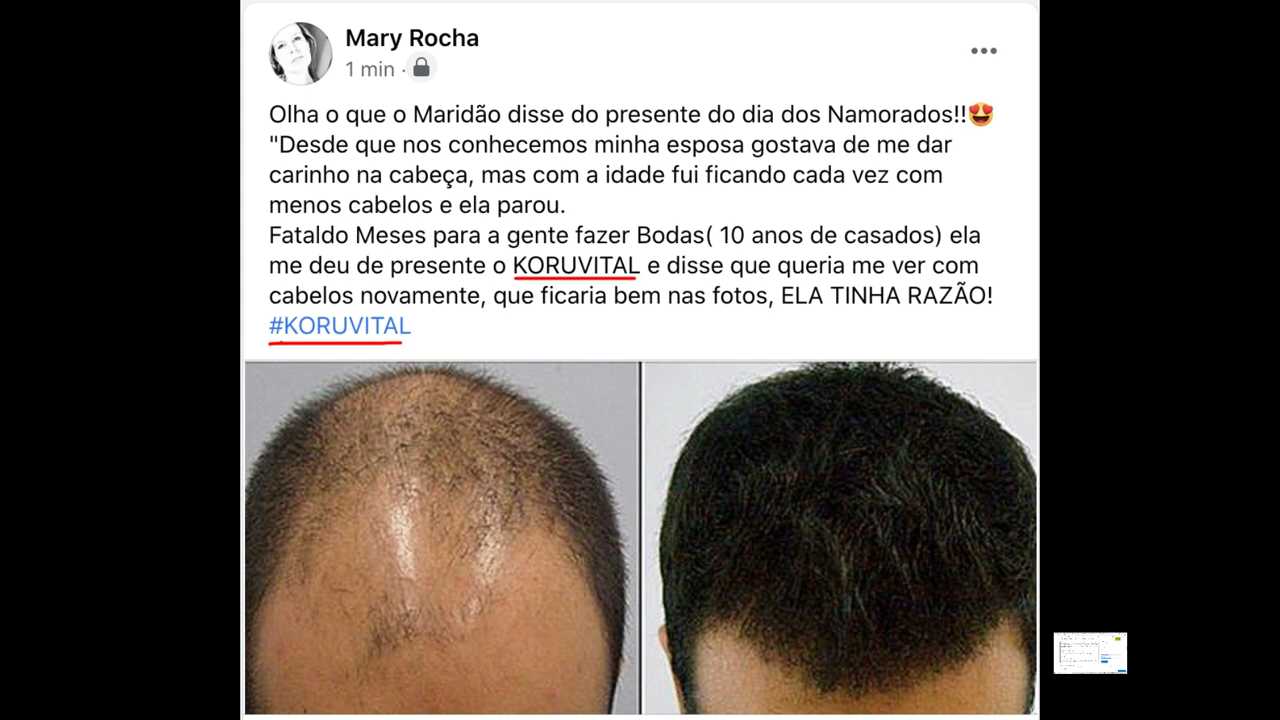 Mary Rocha
1 min ·
Olha o que o Maridão disse do presente do dia dos Namorados!!😍
"Desde que nos conhecemos minha esposa gostava de me dar
carinho na cabeça, mas com a idade fui ficando cada vez com
menos cabelos e ela parou.
Fataldo Meses para a gente fazer Bodas( 10 anos de casados) ela
me deu de presente o KORUVITAL e disse que queria me ver com
cabelos novamente, que ficaria bem nas fotos, ELA TINHA RAZÃO!
#KORUVITAL